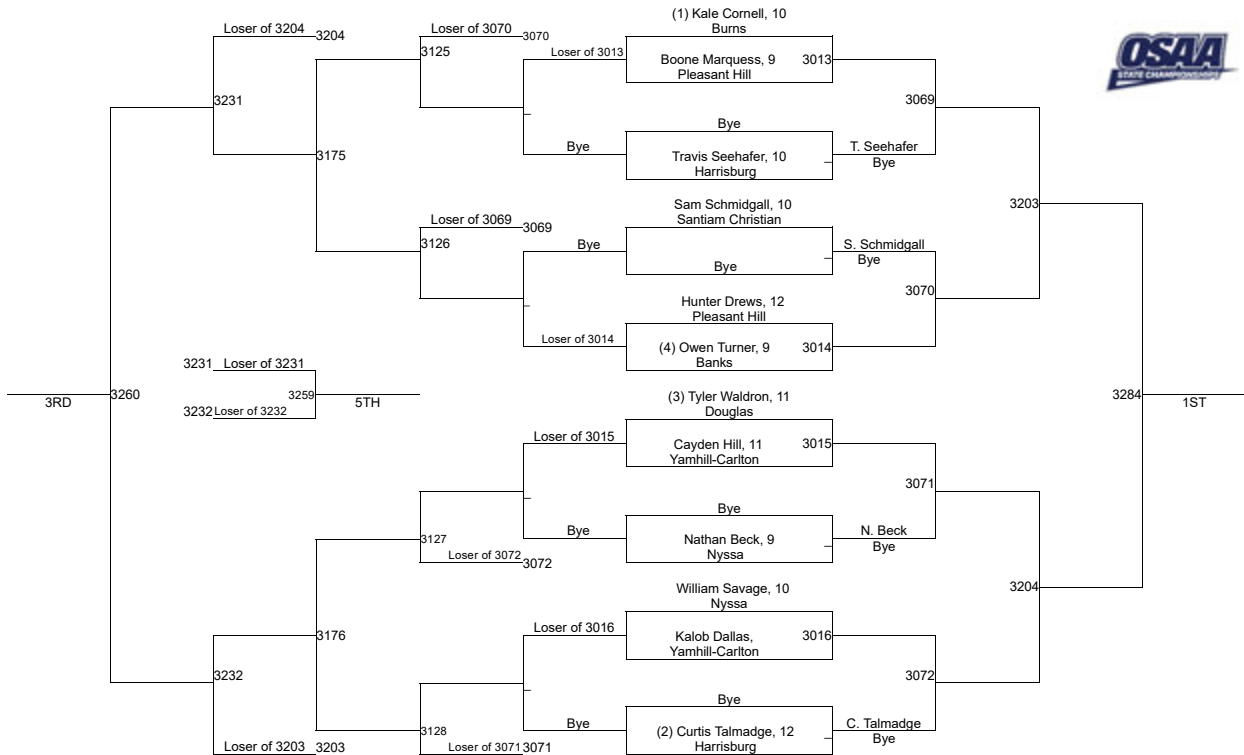 (1) Kale Cornell, 10
Burns
Loser of 3204 3204
Loser of 3070 3070
3125
Loser of 3013
Boone Marquess, 9
Pleasant Hill
3013
OSAA
STATE CHAMPIONSHIPS
3231
3069
Bye
3175
Bye
Travis Seehafer, 10
Harrisburg
T. Seehafer
Bye
Sam Schmidgall, 10
Santiam Christian
3203
Loser of 3069 3069
3126
Bye
S. Schmidgall
Bye
Bye
3070
Hunter Drews, 12
Pleasant Hill
Loser of 3014
(4) Owen Turner, 9
Banks
3014
3231 Loser of 3231
3RD
3260
3259
5TH
3232 Loser of 3232
(3) Tyler Waldron, 11
Douglas
3284
1ST
Loser of 3015
Cayden Hill, 11
Yamhill-Carlton
3015
3071
Bye
3127
Bye
Nathan Beck, 9
Nyssa
N. Beck
Bye
Loser of 3072 3072
3204
William Savage, 10
Nyssa
3176
Loser of 3016
Kalob Dallas,
Yamhill-Carlton
3016
3232
3072
Bye
3128
Bye
(2) Curtis Talmadge, 12
Harrisburg
C. Talmadge
Bye
Loser of 3203 3203
Loser of 3071 3071